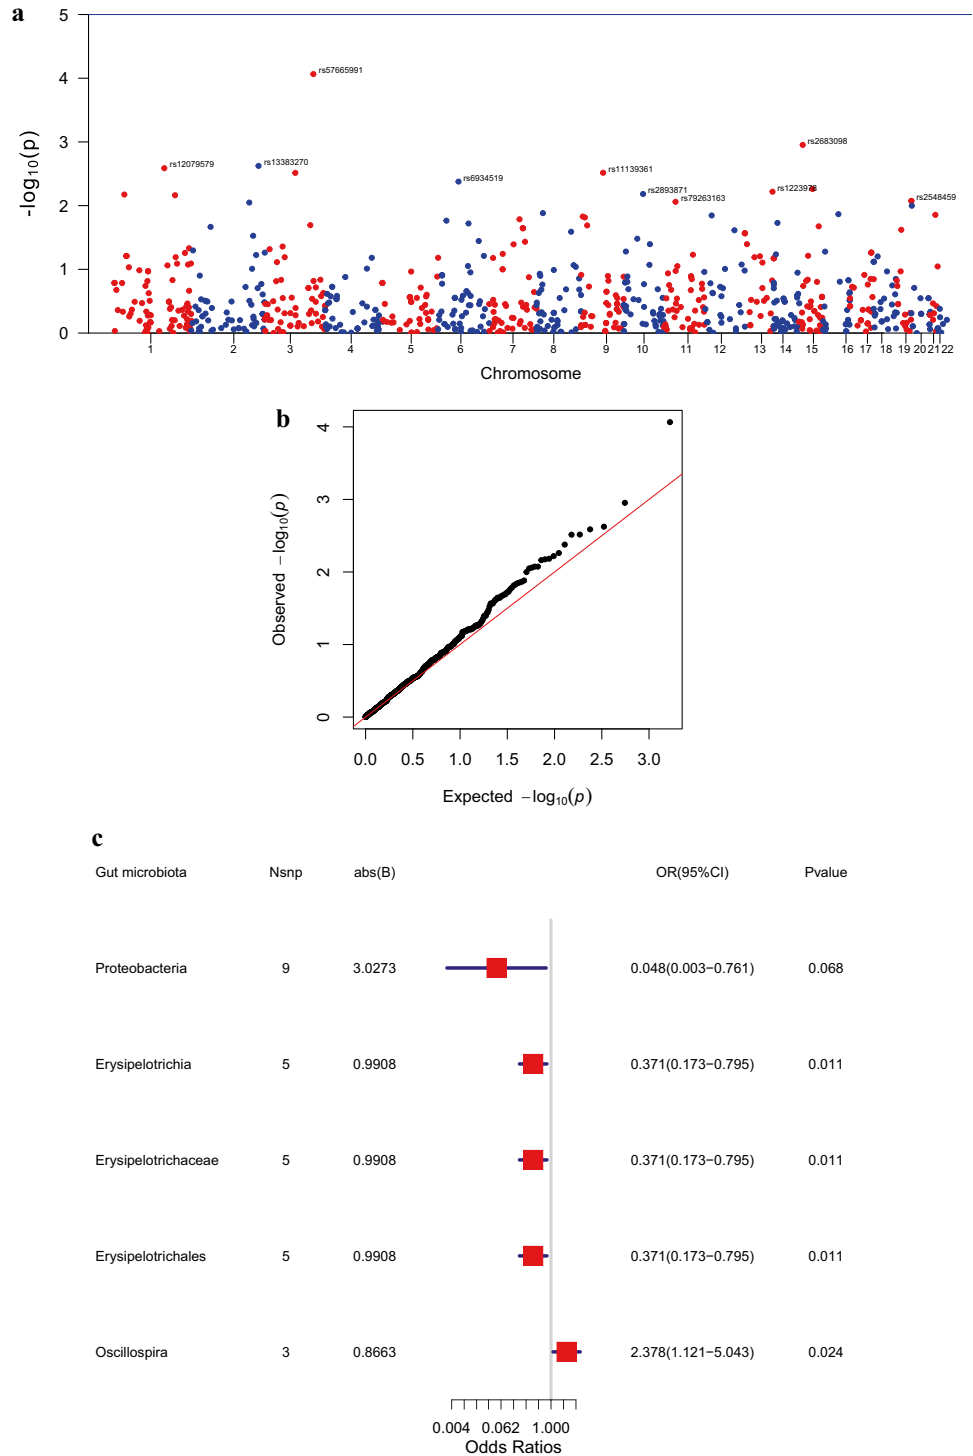 a
5
4
3
2
1
0
-log10(p)
rs57665991
rs2683098
rs12079579
rs13383270
rs11139361
rs6934519
rs2893871
rs1223978
rs79263163
rs2548459
1 2 3 4 5 6 7 8 9 10 11 12 13 14 15 16 17 18 19 20 21 22
Chromosome
b
4
3
2
1
0
Observed −log10(p)
0.0 0.5 1.0 1.5 2.0 2.5 3.0
Expected −log10(p)
c
Gut microbiota Nsnp abs(B) OR(95%CI) Pvalue
Proteobacteria 9 3.0273 0.048(0.003−0.761) 0.068
Erysipelotrichia 5 0.9908 0.371(0.173−0.795) 0.011
Erysipelotrichaceae 5 0.9908 0.371(0.173−0.795) 0.011
Erysipelotrichales 5 0.9908 0.371(0.173−0.795) 0.011
Oscillospira 3 0.8663 2.378(1.121−5.043) 0.024
0.004 0.062 1.000
Odds Ratios